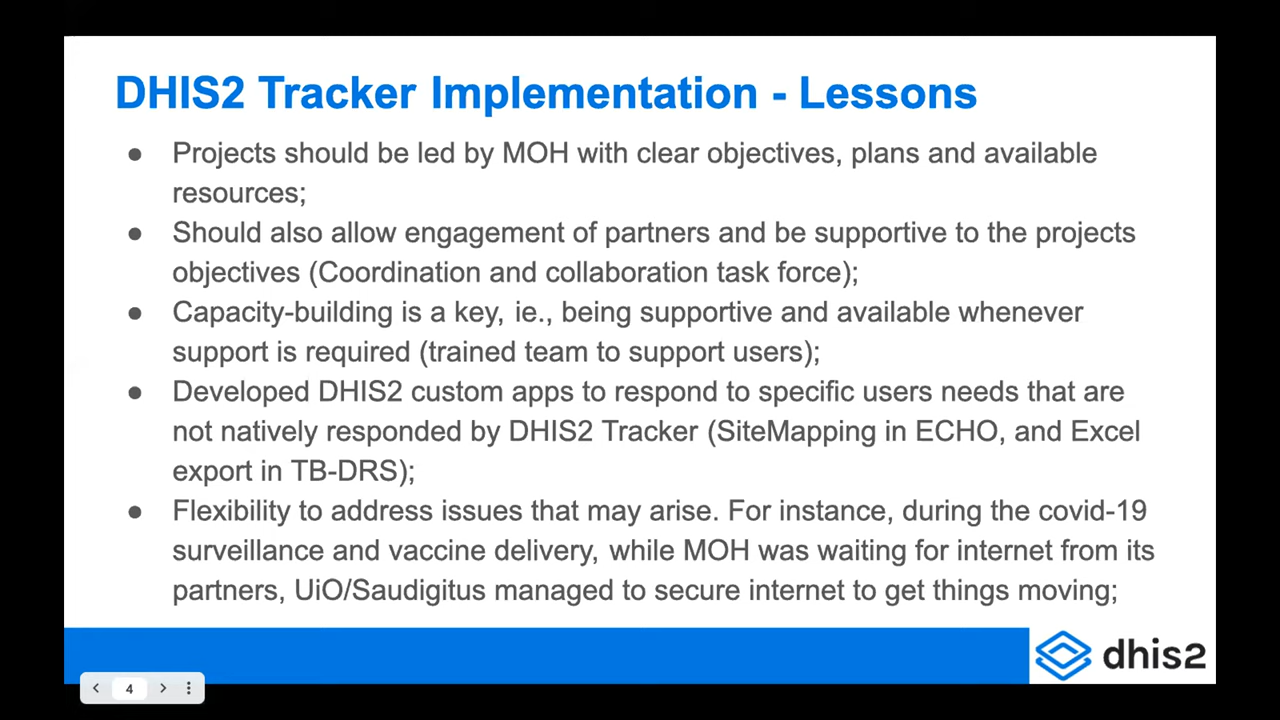 DHIS2 Tracker Implementation - Lessons
● Projects should be led by MOH with clear objectives, plans and available
resources;
● Should also allow engagement of partners and be supportive to the projects
objectives (Coordination and collaboration task force);
● Capacity-building is a key, ie., being supportive and available whenever
support is required (trained team to support users);
● Developed DHIS2 custom apps to respond to specific users needs that are
not natively responded by DHIS2 Tracker (SiteMapping in ECHO, and Excel
export in TB-DRS);
● Flexibility to address issues that may arise. For instance, during the covid-19
surveillance and vaccine delivery, while MOH was waiting for internet from its
partners, UiO/Saudigitus managed to secure internet to get things moving;
dhis2
4